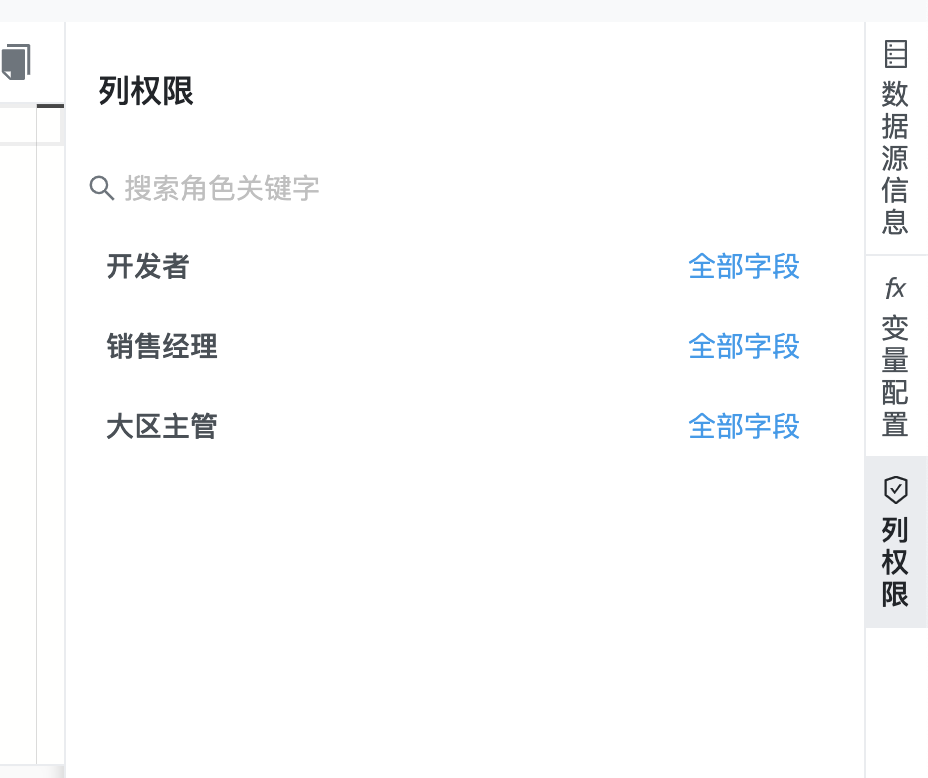 列权限
搜索角色关键字
开发者 全部字段
销售经理 全部字段
大区主管 全部字段
数据源信息
fx
变量配置
列权限